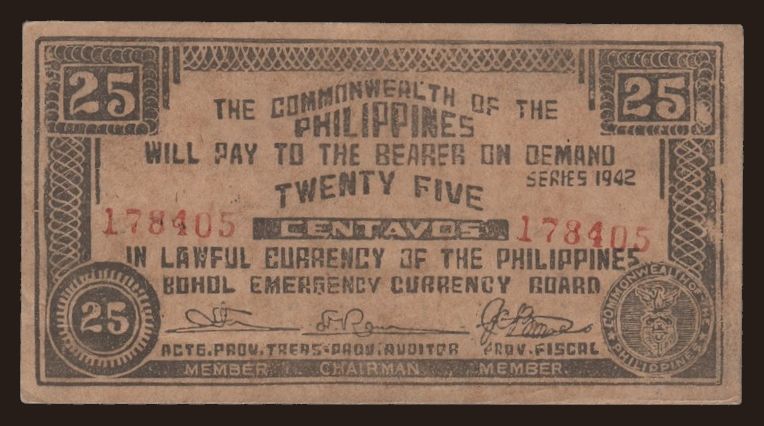 25
25
THE COMMONWEALTH OF THE
PHILIPPINES
WILL PAY TO THE BEARER ON DEMAND
TWENTY FIVE
SERIES 1942
178405
CENTAVOS
178405
IN LAWFUL CURRENCY OF THE PHILIPPINES
BOHOL EMERGENCY CURRENCY BOARD
25
COMMONWEALTH OF THE
PHILIPPINES
ACTG. PROV. TREAS- PROV. AUDITOR PROV. FISCAL
MEMBER CHAIRMAN MEMBER.